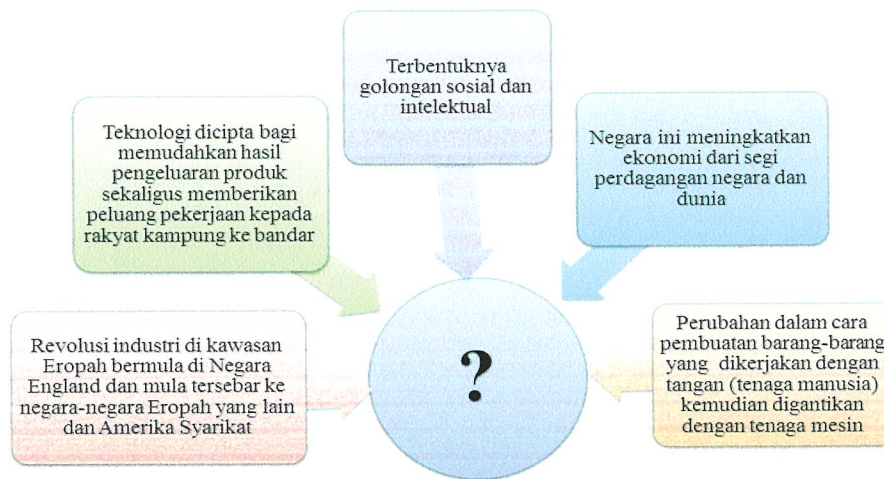 Terbentuknya
golongan sosial dan
intelektual
Teknologi dicipta bagi
memudahkan hasil
pengeluaran produk
sekaligus memberikan
peluang pekerjaan kepada
rakyat kampung ke bandar
Negara ini meningkatkan
ekonomi dari segi
perdagangan negara dan
dunia
Revolusi industri di kawasan
Eropah bermula di Negara
England dan mula tersebar ke
negara-negara Eropah yang lain
dan Amerika Syarikat
?
Perubahan dalam cara
pembuatan barang-barang
yang dikerjakan dengan
tangan (tenaga manusia)
kemudian digantikan
dengan tenaga mesin